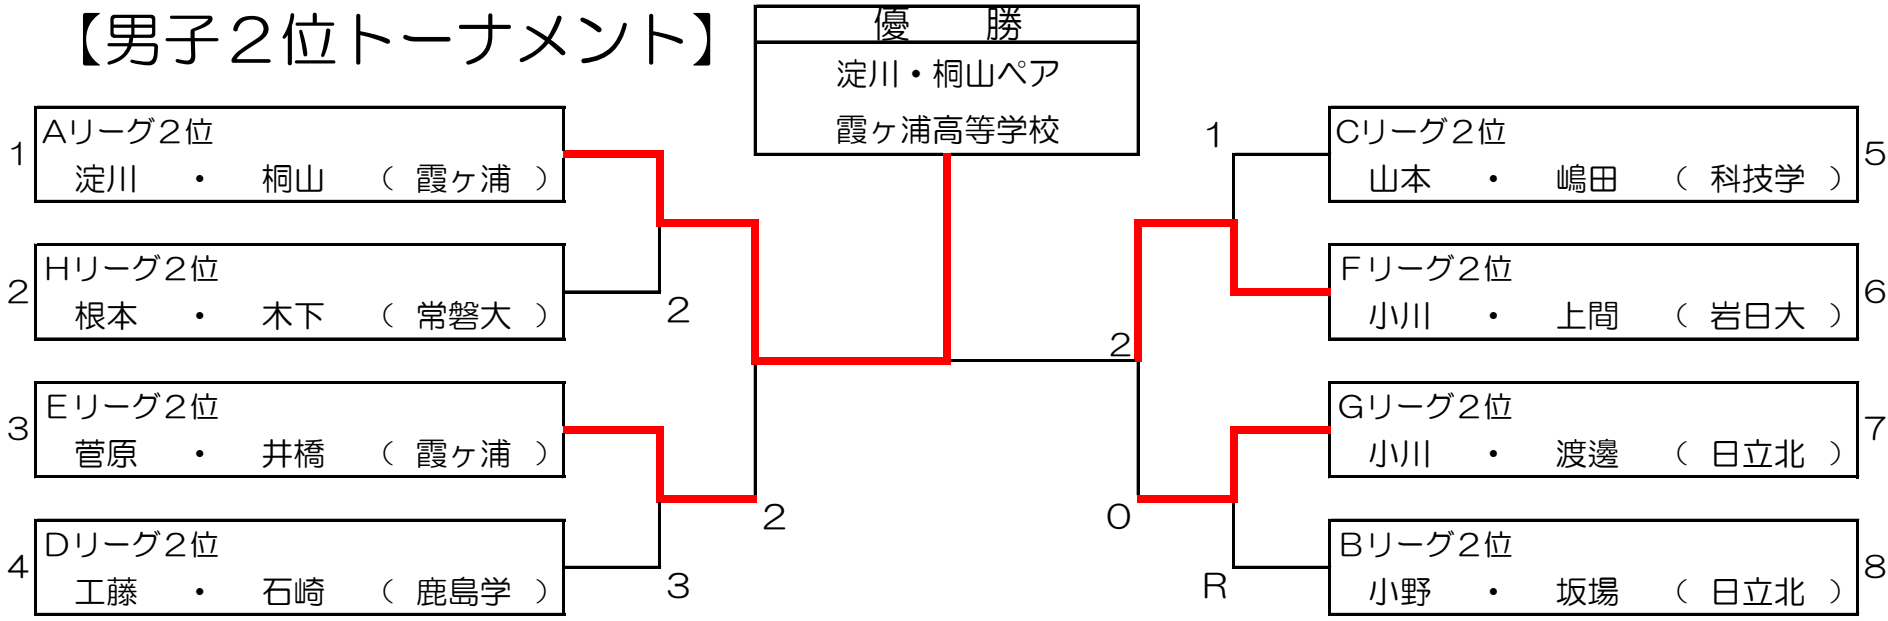 【男子２位トーナメント】
優　勝
淀川・桐山ペア
霞ヶ浦高等学校
1
Aリーグ２位
淀川 ・ 桐山 （ 霞ヶ浦 ）
2
Hリーグ２位
根本 ・ 木下 （ 常磐大 ）
2
3
Eリーグ２位
菅原 ・ 井橋 （ 霞ヶ浦 ）
2
4
Dリーグ２位
工藤 ・ 石崎 （ 鹿島学 ）
3
1
Cリーグ２位
山本 ・ 嶋田 （ 科技学 ）
5
Fリーグ２位
小川 ・ 上間 （ 岩日大 ）
6
2
Gリーグ２位
小川 ・ 渡邊 （ 日立北 ）
7
0
Bリーグ２位
小野 ・ 坂場 （ 日立北 ）
8
R